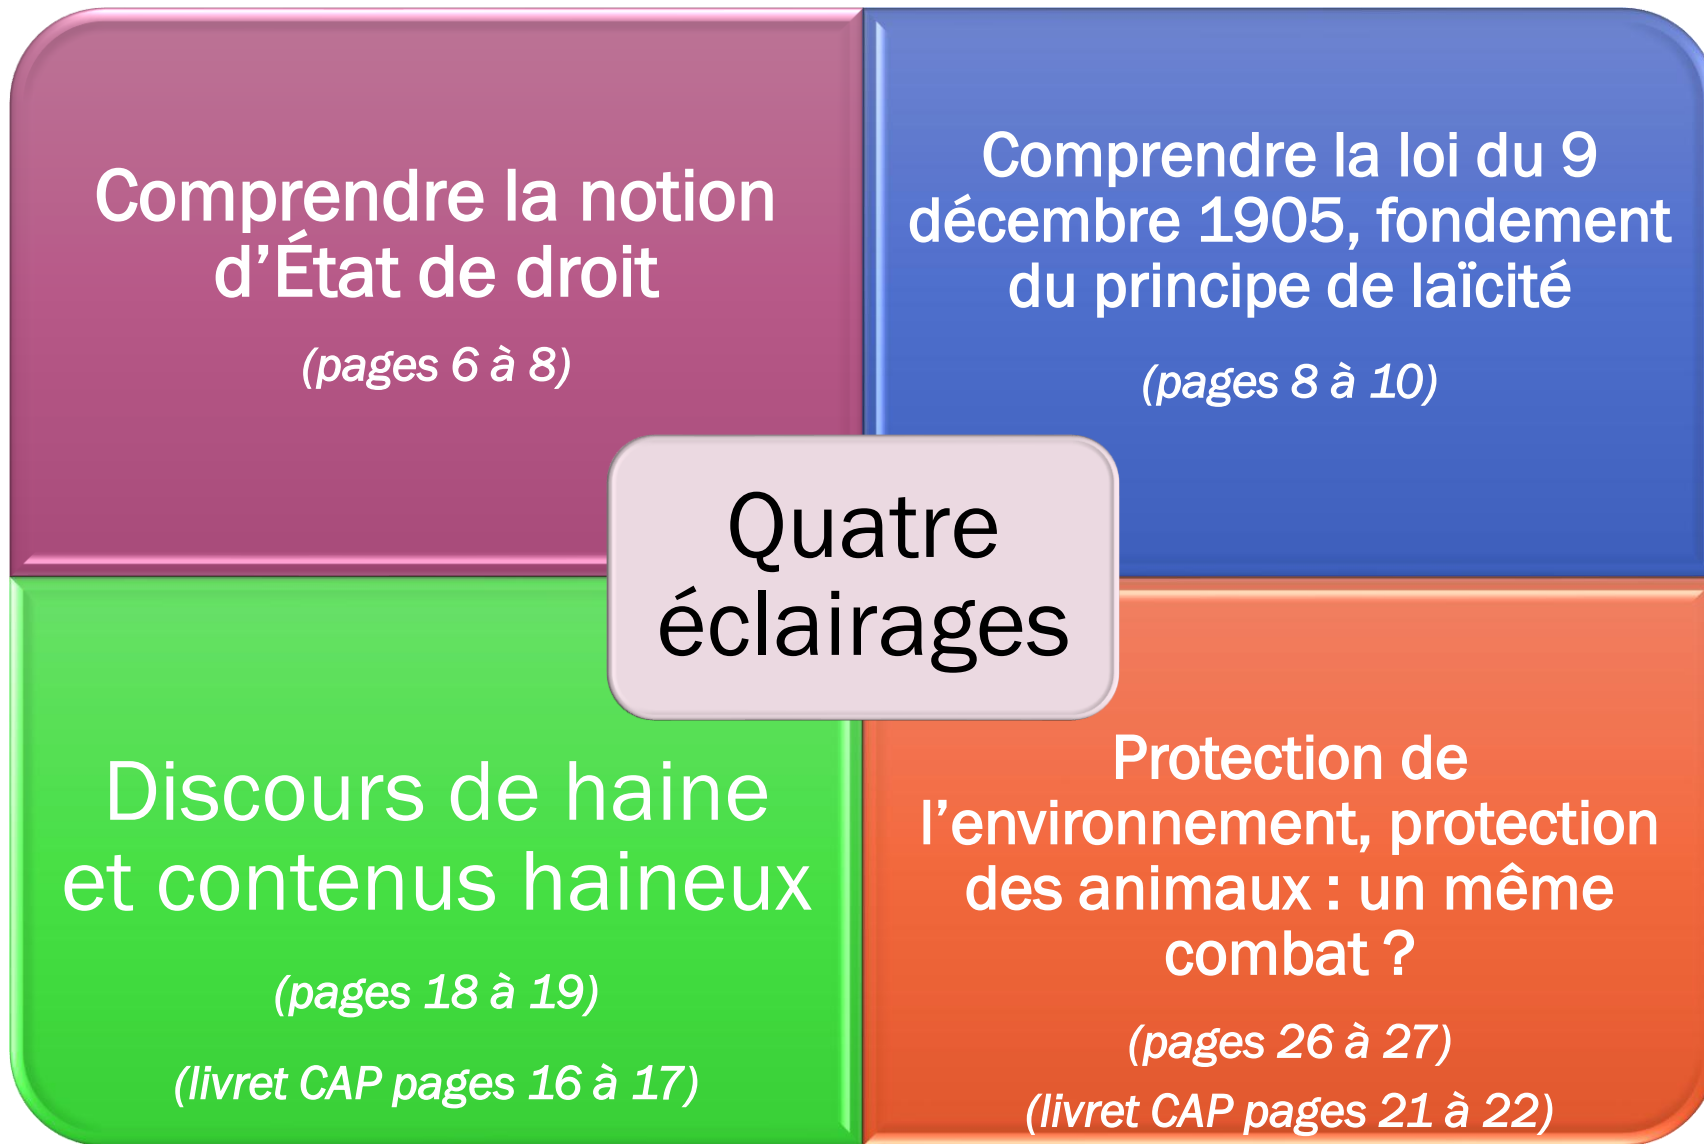 Comprendre la notion
d’État de droit
(pages 6 à 8)
Comprendre la loi du 9
décembre 1905, fondement
du principe de laïcité
(pages 8 à 10)
Quatre
éclairages
Discours de haine
et contenus haineux
(pages 18 à 19)
(livret CAP pages 16 à 17)
Protection de
l’environnement, protection
des animaux : un même
combat ?
(pages 26 à 27)
(livret CAP pages 21 à 22)